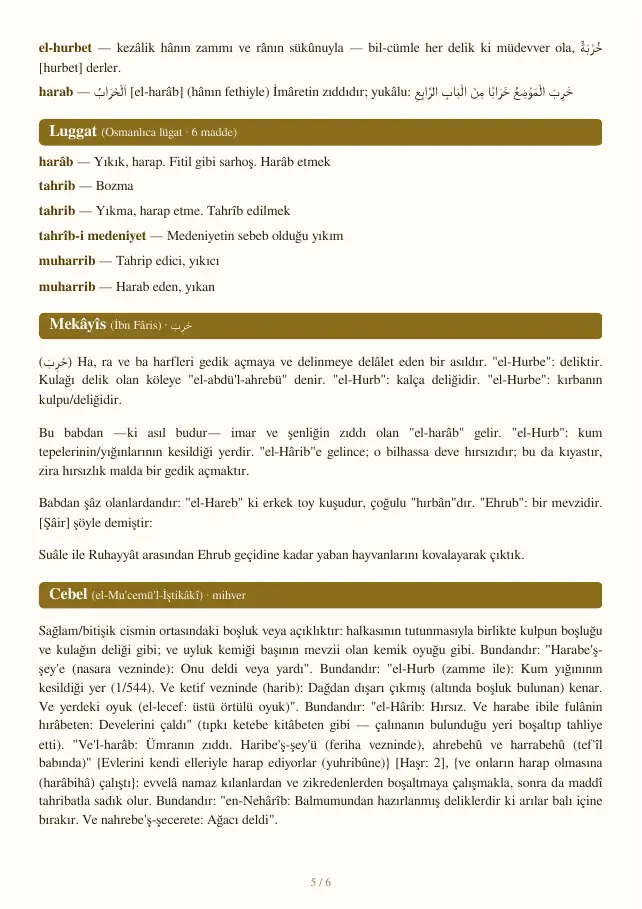 el-hurbet — kezâlik hânın zammı ve rânın sükûnuyla — bil-cümle her delik ki müdevver ola, خُرْبَةٌ
[hurbet] derler.
harab — اَلْخَرَابُ [el-harâb] (hânın fethiyle) İmâretin zıddıdır; yukâlu: خَرِبَ الْمَوْضِعُ خَرَابًا مِنَ الْبَابِ الرَّابِعِ
Luggat (Osmanlıca lügat · 6 madde)
harâb — Yıkık, harap. Fitil gibi sarhoş. Harâb etmek
tahrib — Bozma
tahrib — Yıkma, harap etme. Tahrîb edilmek
tahrîb-i medeniyet — Medeniyetin sebeb olduğu yıkım
muharrib — Tahrip edici, yıkıcı
muharrib — Harab eden, yıkan
Mekâyîs (İbn Fâris) · خرِبَ
(خَرِبَ) Ha, ra ve ba harfleri gedik açmaya ve delinmeye delâlet eden bir asıldır. "el-Hurbe": deliktir.
Kulağı delik olan köleye "el-abdü'l-ahrebü" denir. "el-Hurb": kalça deliğidir. "el-Hurbe": kırbanın
kulpu/deliğidir.
Bu babdan —ki asıl budur— imar ve şenliğin zıddı olan "el-harâb" gelir. "el-Hurb": kum
tepelerinin/yığınlarının kesildiği yerdir. "el-Hârib"e gelince; o bilhassa deve hırsızıdır; bu da kıyastır,
zira hırsızlık malda bir gedik açmaktır.
Babdan şâz olanlardandır: "el-Hareb" ki erkek toy kuşudur, çoğulu "hırbân"dır. "Ehrub": bir mevzidir.
[Şâir] şöyle demiştir:
Suâle ile Ruhayyât arasından Ehrub geçidine kadar yaban hayvanlarını kovalayarak çıktık.
Cebel (el-Mu'cemü'l-İştikâkî) · mihver
Sağlam/bitişik cismin ortasındaki boşluk veya açıklıktır: halkasının tutunmasıyla birlikte kulpun boşluğu
ve kulağın deliği gibi; ve uyluk kemiği başının mevzii olan kemik oyuğu gibi. Bundandır: "Harabe'ş-
şey'e (nasara vezninde): Onu deldi veya yardı". Bundandır: "el-Hurb (zamme ile): Kum yığınının
kesildiği yer (1/544). Ve ketif vezninde (harib): Dağdan dışarı çıkmış (altında boşluk bulunan) kenar.
Ve yerdeki oyuk (el-lecef: üstü örtülü oyuk)". Bundandır: "el-Hârib: Hırsız. Ve harabe ibile fulânin
hırâbeten: Develerini çaldı" (tıpkı ketebe kitâbeten gibi — çalınanın bulunduğu yeri boşaltıp tahliye
etti). "Ve'l-harâb: Ümranın zıddı. Haribe'ş-şey'ü (feriha vezninde), ahrebehû ve harrabehû (tef'îl
babında)" {Evlerini kendi elleriyle harap ediyorlar (yuhribûne)} [Haşr: 2], {ve onların harap olmasına
(harâbihâ) çalıştı}: evvelâ namaz kılanlardan ve zikredenlerden boşaltmaya çalışmakla, sonra da maddî
tahribatla sadık olur. Bundandır: "en-Nehârîb: Balmumundan hazırlanmış deliklerdir ki arılar balı içine
bırakır. Ve nahrebe'ş-şecerete: Ağacı deldi".
5 / 6